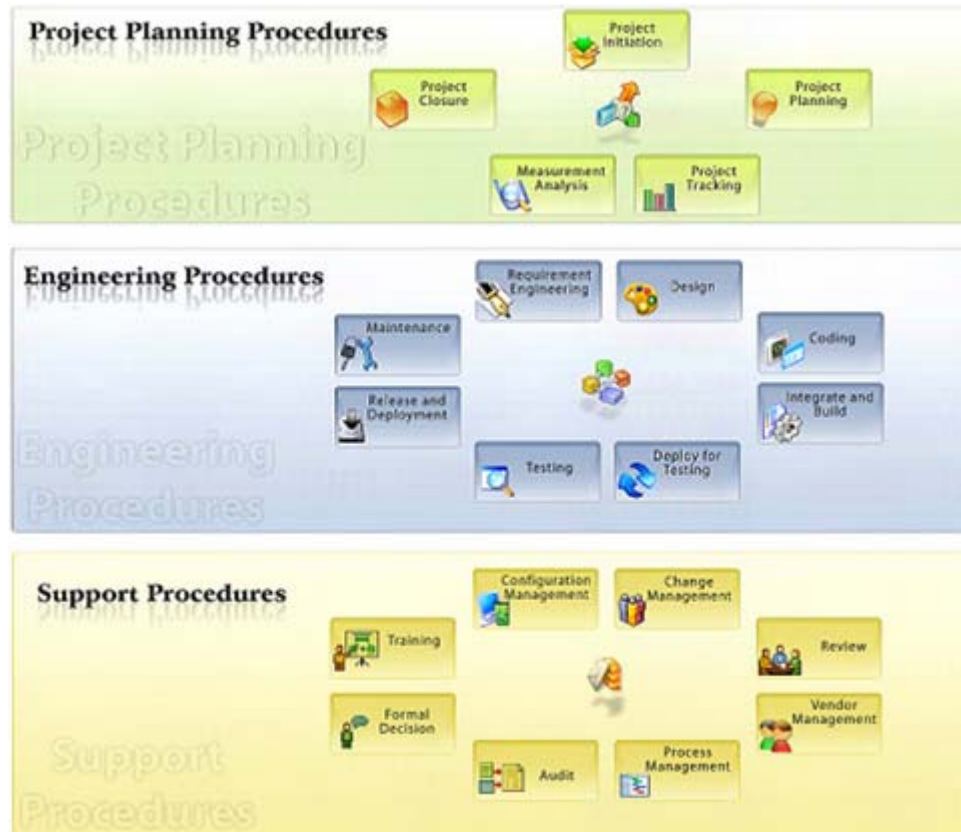 Project Planning Procedures
Project
Initiation
Project
Closure
Project
Planning
Project Planning
Procedures
Measurement
Analysis
Project
Tracking
Engineering Procedures
Requirement
Engineering
Design
Maintenance
Coding
Release and
Deployment
Integrate and
Build
Engineering
Procedures
Testing
Deploy for
Testing
Support Procedures
Configuration
Management
Change
Management
Training
Review
Formal
Decision
Vendor
Management
Support
Procedures
Audit
Process
Management